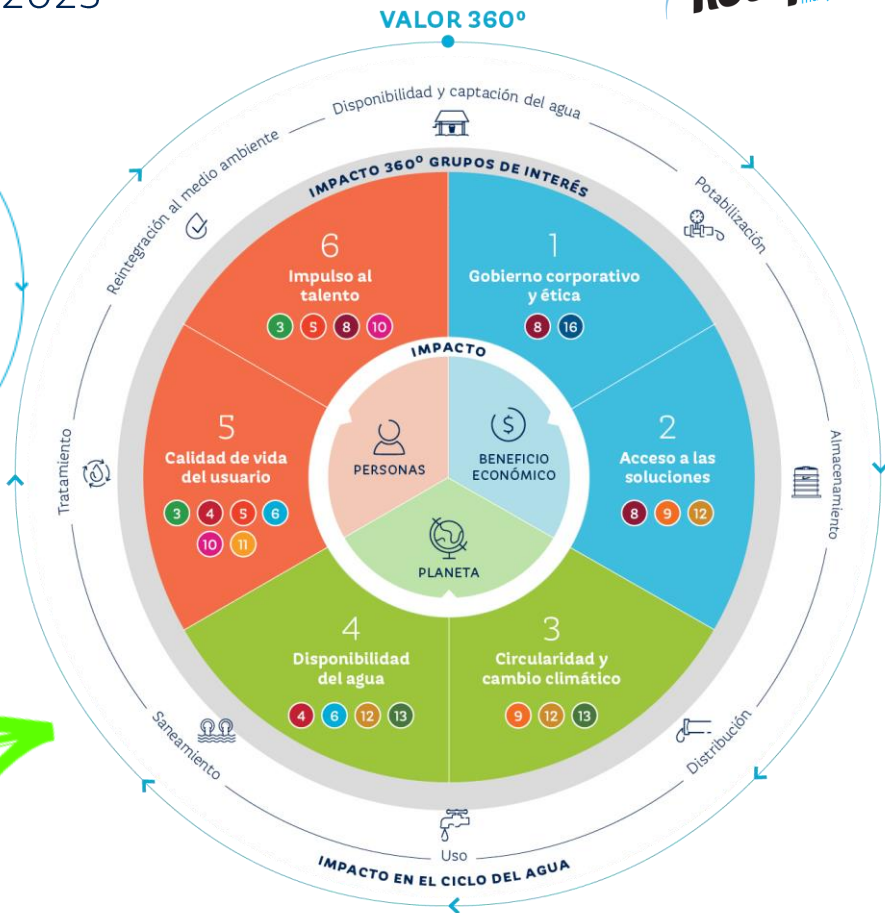 2023
VALOR 360º
Disponibilidad y captación del agua
Potabilización
Almacenamiento
Distribución
Uso
Saneamiento
Tratamiento
Reintegración al medio ambiente
IMPACTO 360º GRUPOS DE INTERÉS
1
Gobierno corporativo
y ética
8 16
2
Acceso a las
soluciones
8 9 12
3
Circularidad y
cambio climático
9 12 13
4
Disponibilidad
del agua
4 6 12 13
5
Calidad de vida
del usuario
3 4 5 6
10 11
6
Impulso al
talento
3 5 8 10
IMPACTO
PERSONAS
$
BENEFICIO
ECONÓMICO
PLANETA
IMPACTO EN EL CICLO DEL AGUA